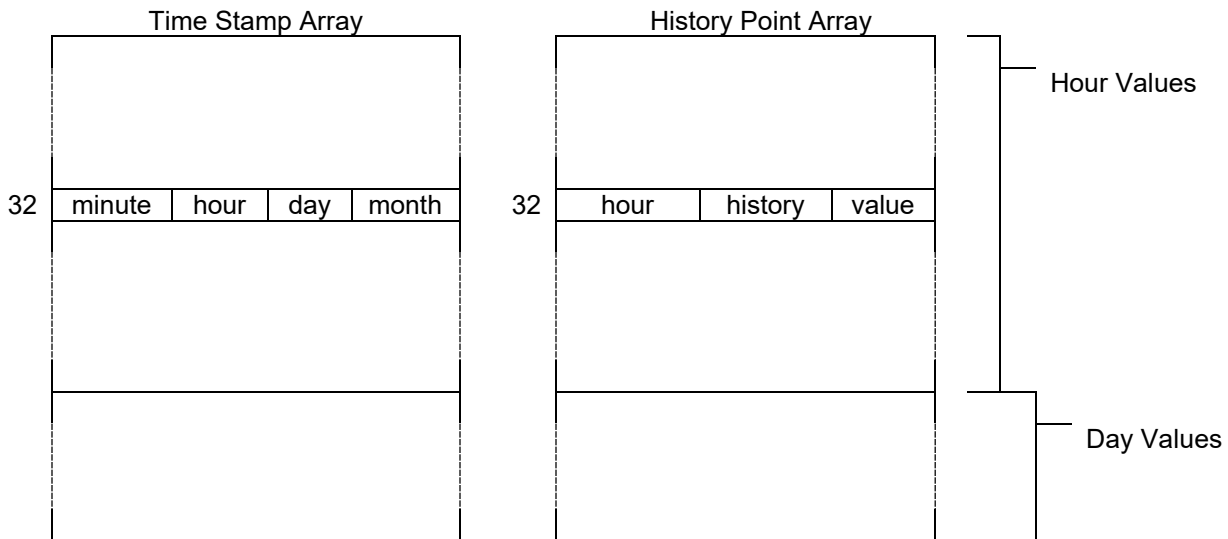 Time Stamp Array
History Point Array
Hour Values
32 minute hour day month
32 hour history value
Day Values